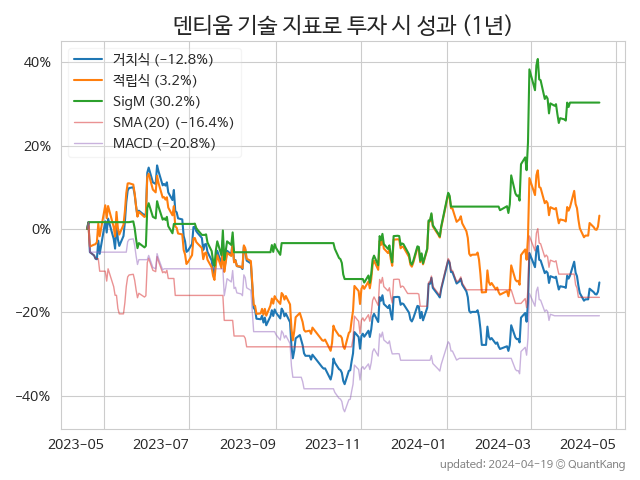 덴티움 기술 지표로 투자 시 성과 (1년)
거치식 (−12.8%)
적립식 (3.2%)
SigM (30.2%)
SMA(20) (−16.4%)
MACD (−20.8%)
40%
20%
0%
−20%
−40%
2023-05 2023-07 2023-09 2023-11 2024-01 2024-03 2024-05
updated: 2024-04-19 © QuantKang